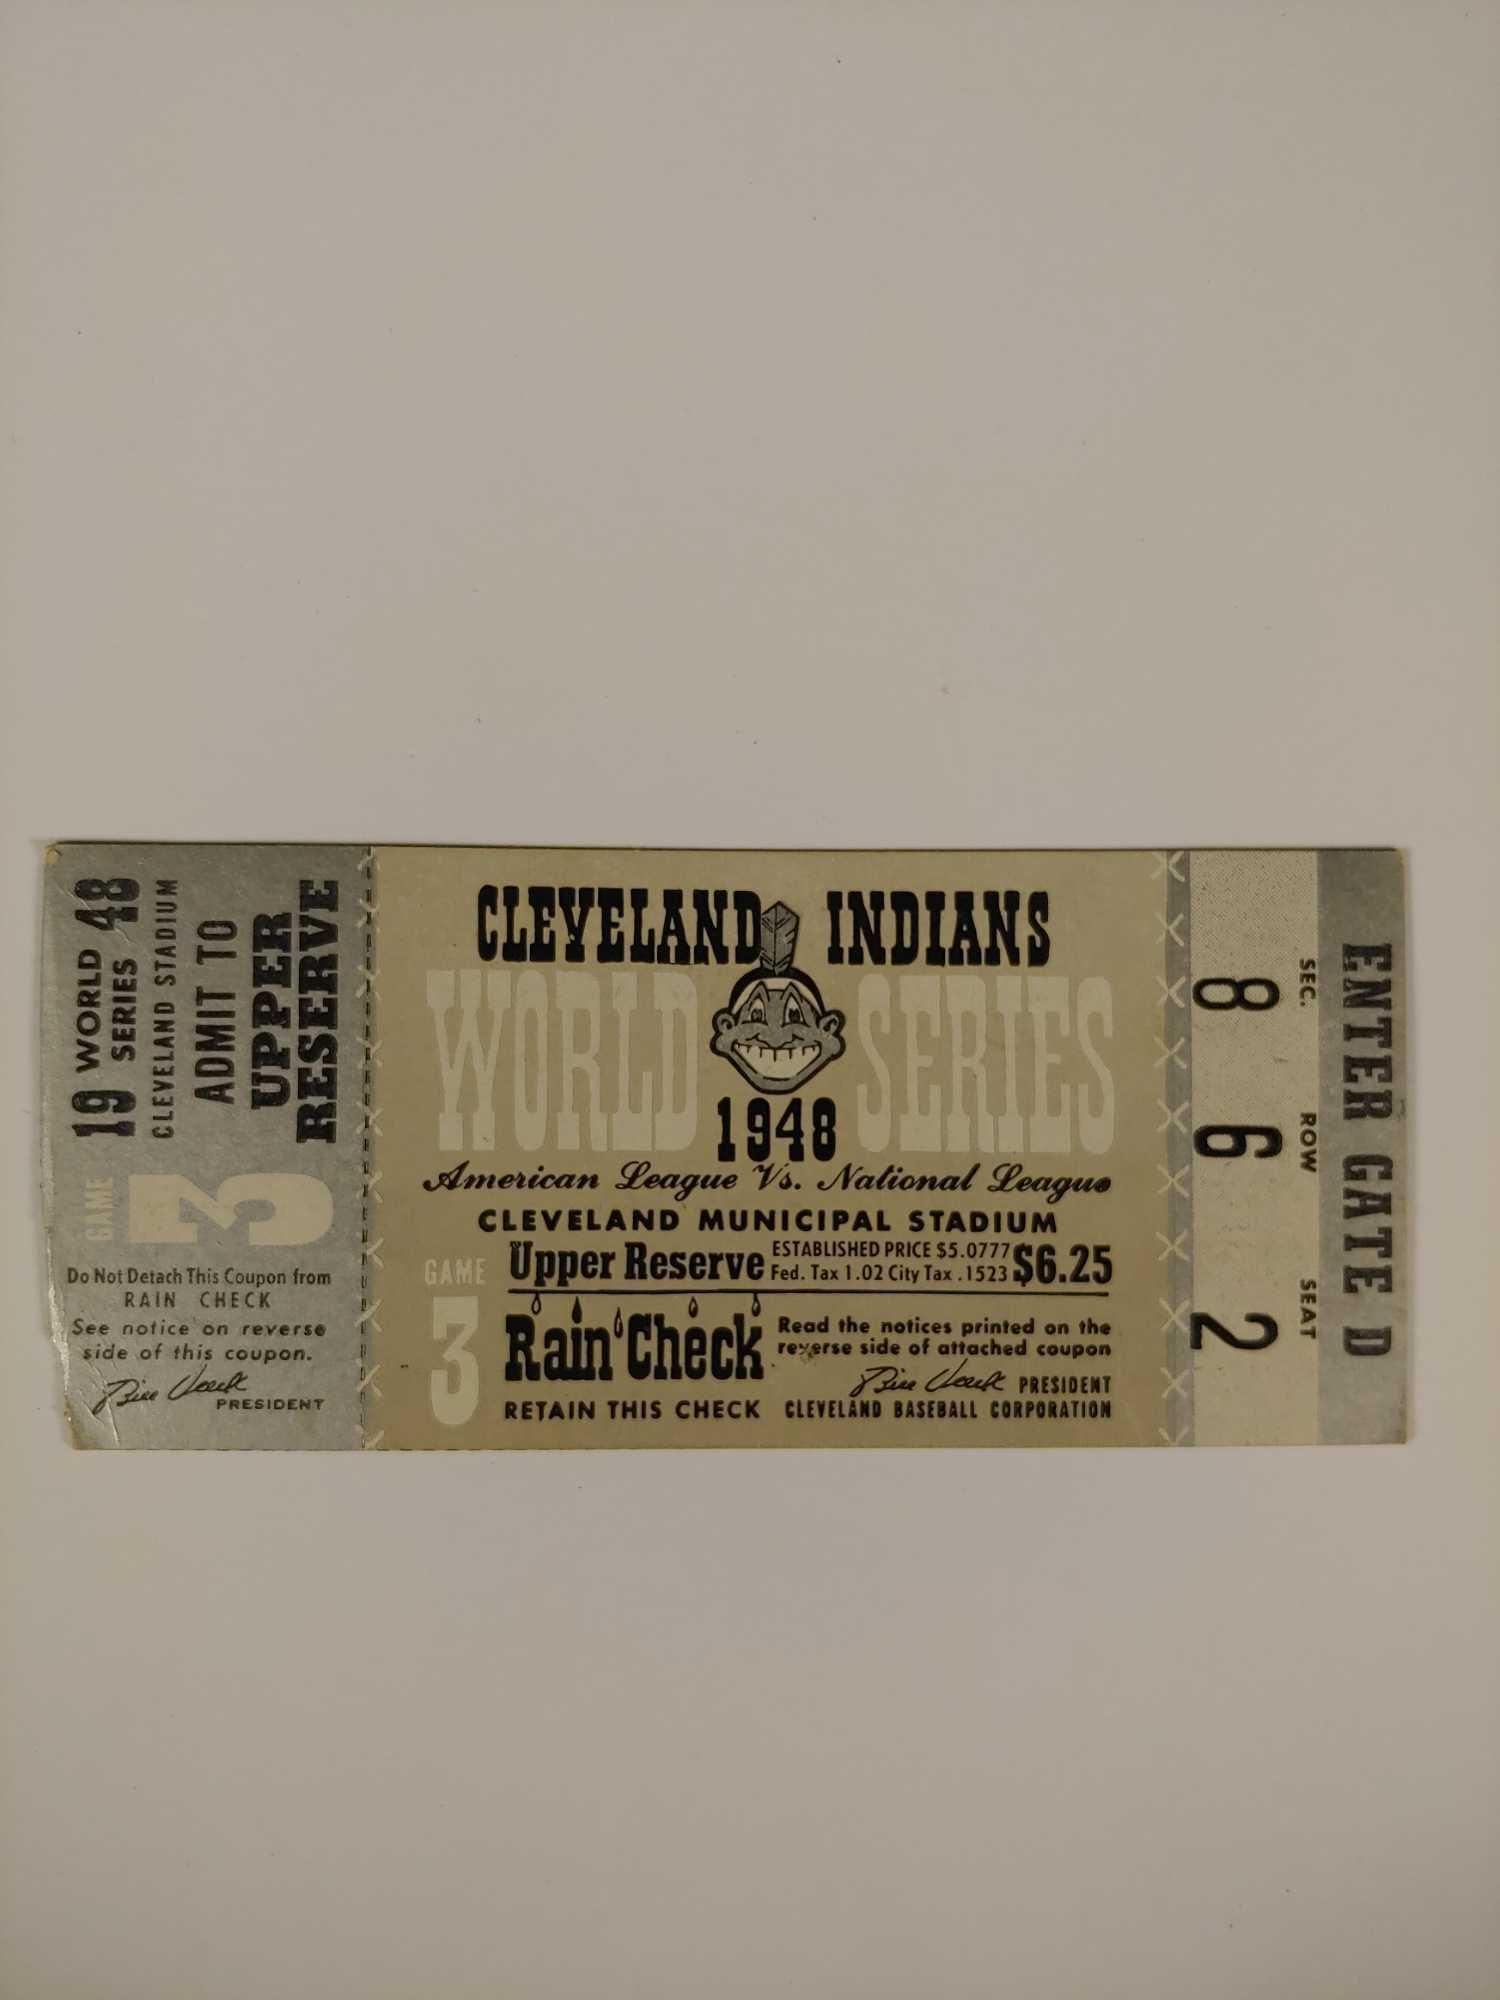 19 WORLD SERIES 48
CLEVELAND STADIUM
ADMIT TO
UPPER
RESERVE
GAME 3
Do Not Detach This Coupon from
RAIN CHECK
See notice on reverse
side of this coupon.
Bill Veeck
PRESIDENT
CLEVELAND INDIANS
WORLD SERIES
1948
American League Vs. National League
CLEVELAND MUNICIPAL STADIUM
GAME
3
Upper Reserve ESTABLISHED PRICE $5.0777 $6.25
Fed. Tax 1.02 City Tax .1523
Rain Check Read the notices printed on the
reverse side of attached coupon
Bill Veeck PRESIDENT
RETAIN THIS CHECK CLEVELAND BASEBALL CORPORATION
SEC. ROW SEAT
8 6 2
ENTER GATE D